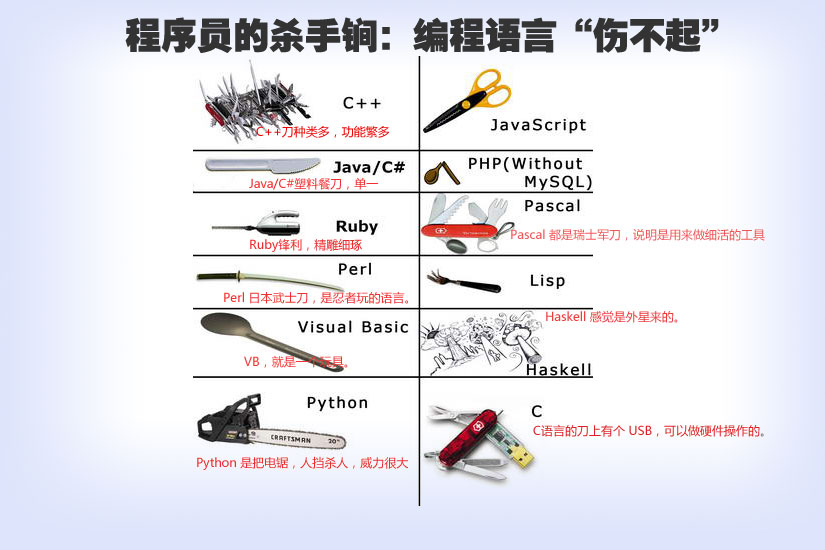 程序员的杀手锏：编程语言“伤不起”
C++
C++刀种类多，功能繁多
JavaScript
Java/C#
Java/C#塑料餐刀，单一
PHP(Without
MySQL)
Ruby
Ruby锋利，精雕细琢
Pascal
Pascal 都是瑞士军刀，说明是用来做细活的工具
Perl
Perl 日本武士刀，是忍者玩的语言。
Lisp
Visual Basic
VB，就是一个玩具。
Haskell 感觉是外星来的。
Haskell
Python
CRAFTSMAN 20"
Python 是把电锯，人挡杀人，威力很大
C
C语言的刀上有个 USB，可以做硬件操作的。